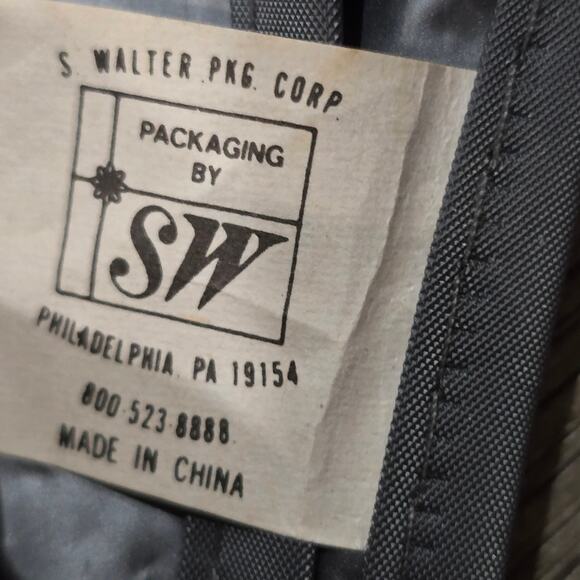 S. WALTER PKG. CORP.
PACKAGING
BY
SW
PHILADELPHIA, PA 19154
800-523-8888
MADE IN CHINA